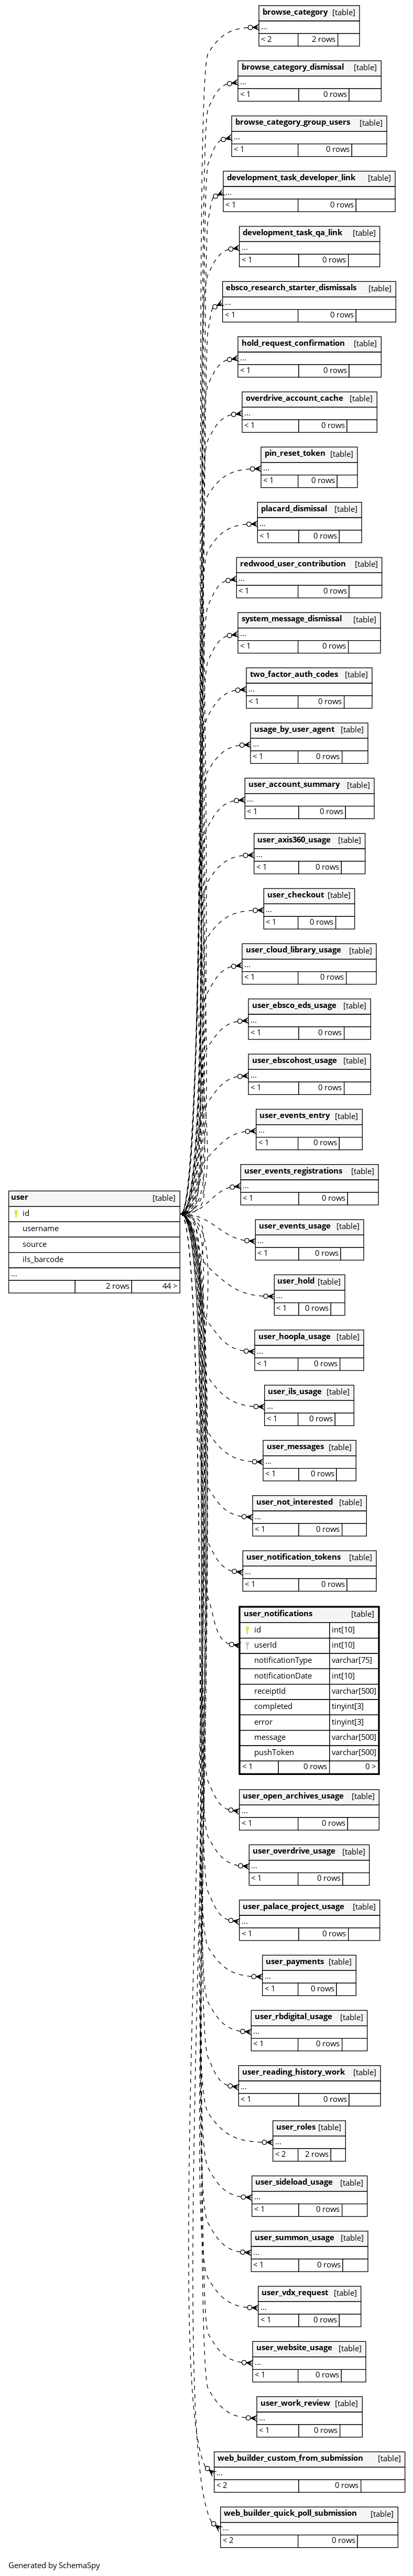 browse_category [table]
...
< 2 2 rows
browse_category_dismissal [table]
...
< 1 0 rows
browse_category_group_users [table]
...
< 1 0 rows
development_task_developer_link [table]
...
< 1 0 rows
development_task_qa_link [table]
...
< 1 0 rows
ebsco_research_starter_dismissals [table]
...
< 1 0 rows
hold_request_confirmation [table]
...
< 1 0 rows
overdrive_account_cache [table]
...
< 1 0 rows
pin_reset_token [table]
...
< 1 0 rows
placard_dismissal [table]
...
< 1 0 rows
redwood_user_contribution [table]
...
< 1 0 rows
system_message_dismissal [table]
...
< 1 0 rows
two_factor_auth_codes [table]
...
< 1 0 rows
usage_by_user_agent [table]
...
< 1 0 rows
user_account_summary [table]
...
< 1 0 rows
user_axis360_usage [table]
...
< 1 0 rows
user_checkout [table]
...
< 1 0 rows
user_cloud_library_usage [table]
...
< 1 0 rows
user_ebsco_eds_usage [table]
...
< 1 0 rows
user_ebscohost_usage [table]
...
< 1 0 rows
user_events_entry [table]
...
< 1 0 rows
user_events_registrations [table]
...
< 1 0 rows
user [table]
id
username
source
ils_barcode
...
2 rows 44 >
user_events_usage [table]
...
< 1 0 rows
user_hold [table]
...
< 1 0 rows
user_hoopla_usage [table]
...
< 1 0 rows
user_ils_usage [table]
...
< 1 0 rows
user_messages [table]
...
< 1 0 rows
user_not_interested [table]
...
< 1 0 rows
user_notification_tokens [table]
...
< 1 0 rows
user_notifications [table]
id int[10]
userId int[10]
notificationType varchar[75]
notificationDate int[10]
receiptId varchar[500]
completed tinyint[3]
error tinyint[3]
message varchar[500]
pushToken varchar[500]
< 1 0 rows 0 >
user_open_archives_usage [table]
...
< 1 0 rows
user_overdrive_usage [table]
...
< 1 0 rows
user_palace_project_usage [table]
...
< 1 0 rows
user_payments [table]
...
< 1 0 rows
user_rbdigital_usage [table]
...
< 1 0 rows
user_reading_history_work [table]
...
< 1 0 rows
user_roles [table]
...
< 2 2 rows
user_sideload_usage [table]
...
< 1 0 rows
user_summon_usage [table]
...
< 1 0 rows
user_vdx_request [table]
...
< 1 0 rows
user_website_usage [table]
...
< 1 0 rows
user_work_review [table]
...
< 1 0 rows
web_builder_custom_from_submission [table]
...
< 2 0 rows
web_builder_quick_poll_submission [table]
...
< 2 0 rows
Generated by SchemaSpy